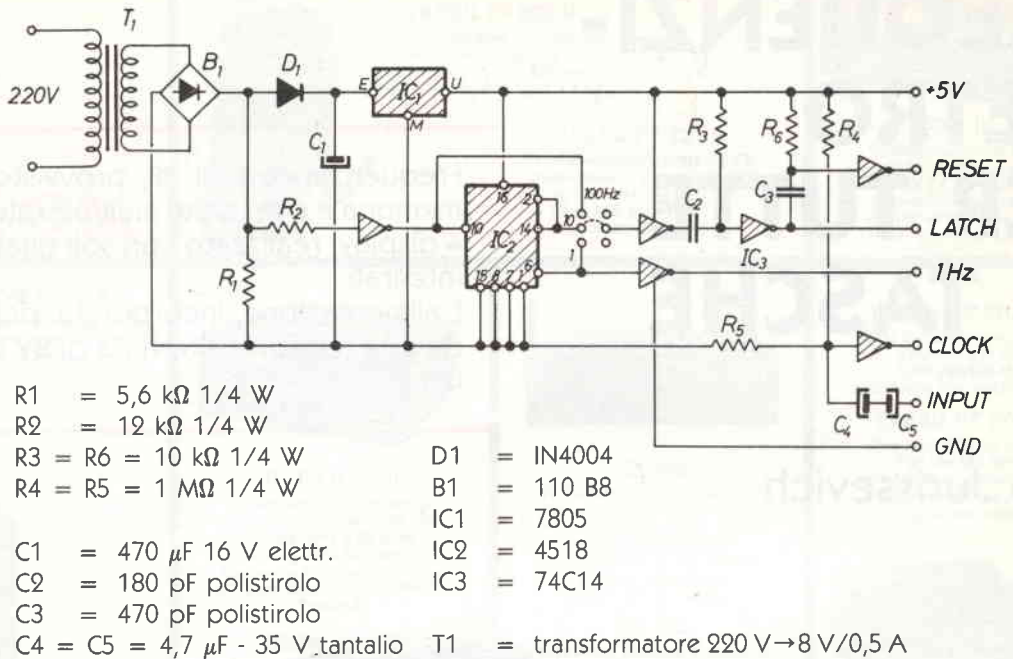 T1
B1
D1
E IC1 U
+5V
220V
M
C1
R3 R6 R4
RESET
C3
R2
16 2
100Hz
10 IC2 14 10
C2
LATCH
IC3
R1
6 1
1Hz
15 8 7 1
R5
CLOCK
INPUT
C4 C5
GND
R1 = 5,6 kΩ 1/4 W
R2 = 12 kΩ 1/4 W
R3 = R6 = 10 kΩ 1/4 W
R4 = R5 = 1 MΩ 1/4 W
C1 = 470 μF 16 V elettr.
C2 = 180 pF polistirolo
C3 = 470 pF polistirolo
C4 = C5 = 4,7 μF - 35 V tantalio
D1 = IN4004
B1 = 110 B8
IC1 = 7805
IC2 = 4518
IC3 = 74C14
T1 = transformatore 220 V→8 V/0,5 A